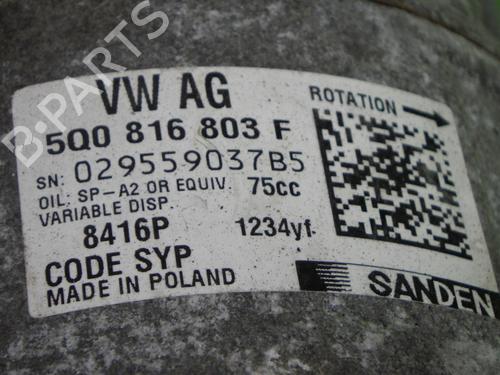 VW AG
ROTATION
5Q0 816 803 F
SN: 029559037B5
OIL: SP-A2 OR EQUIV. 75cc
VARIABLE DISP.
8416P 1234yf.
CODE SYP
MADE IN POLAND
SANDEN
B-PARTS